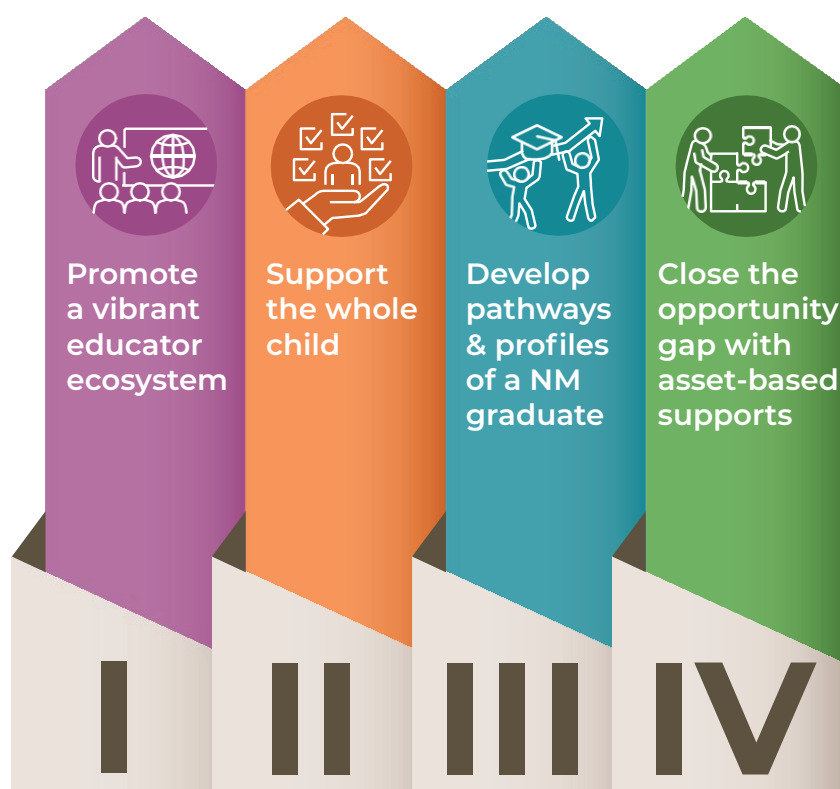 Promote
a vibrant
educator
ecosystem
Support
the whole
child
Develop
pathways
& profiles
of a NM
graduate
Close the
opportunity
gap with
asset-based
supports
I
II
III
IV